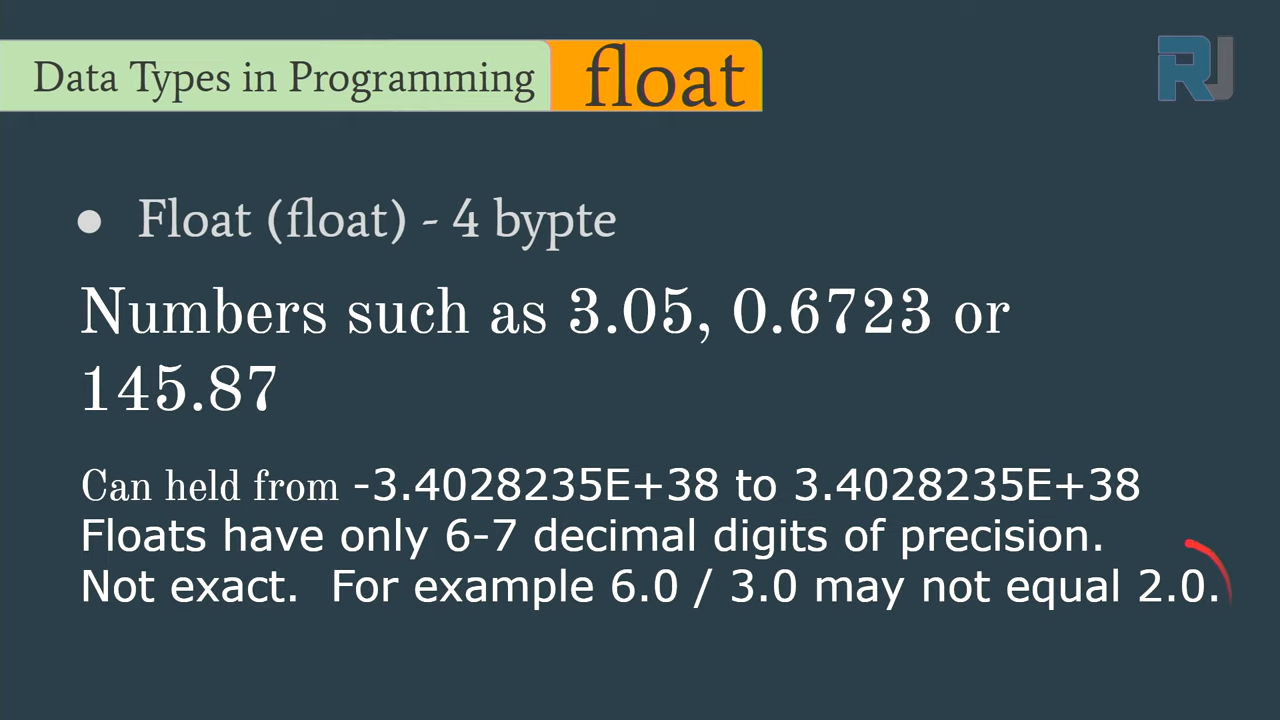 Data Types in Programming float
RJ
● Float (float) - 4 bypte
Numbers such as 3.05, 0.6723 or
145.87
Can held from -3.4028235E+38 to 3.4028235E+38
Floats have only 6-7 decimal digits of precision.
Not exact.  For example 6.0 / 3.0 may not equal 2.0.